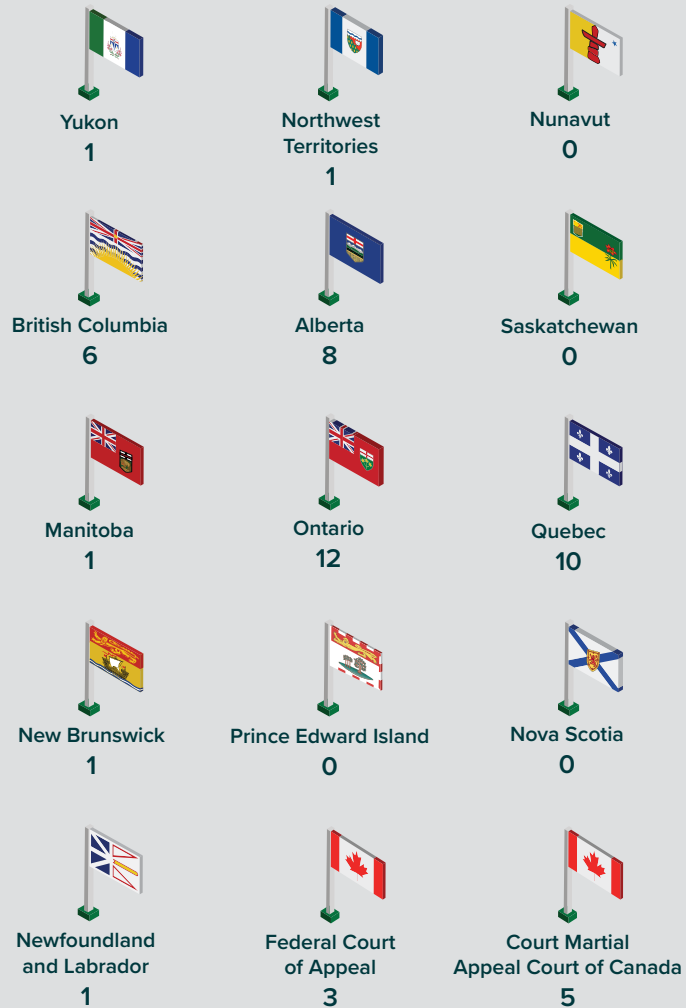 Yukon
1
Northwest
Territories
1
Nunavut
0
British Columbia
6
Alberta
8
Saskatchewan
0
Manitoba
1
Ontario
12
Quebec
10
New Brunswick
1
Prince Edward Island
0
Nova Scotia
0
Newfoundland
and Labrador
1
Federal Court
of Appeal
3
Court Martial
Appeal Court of Canada
5